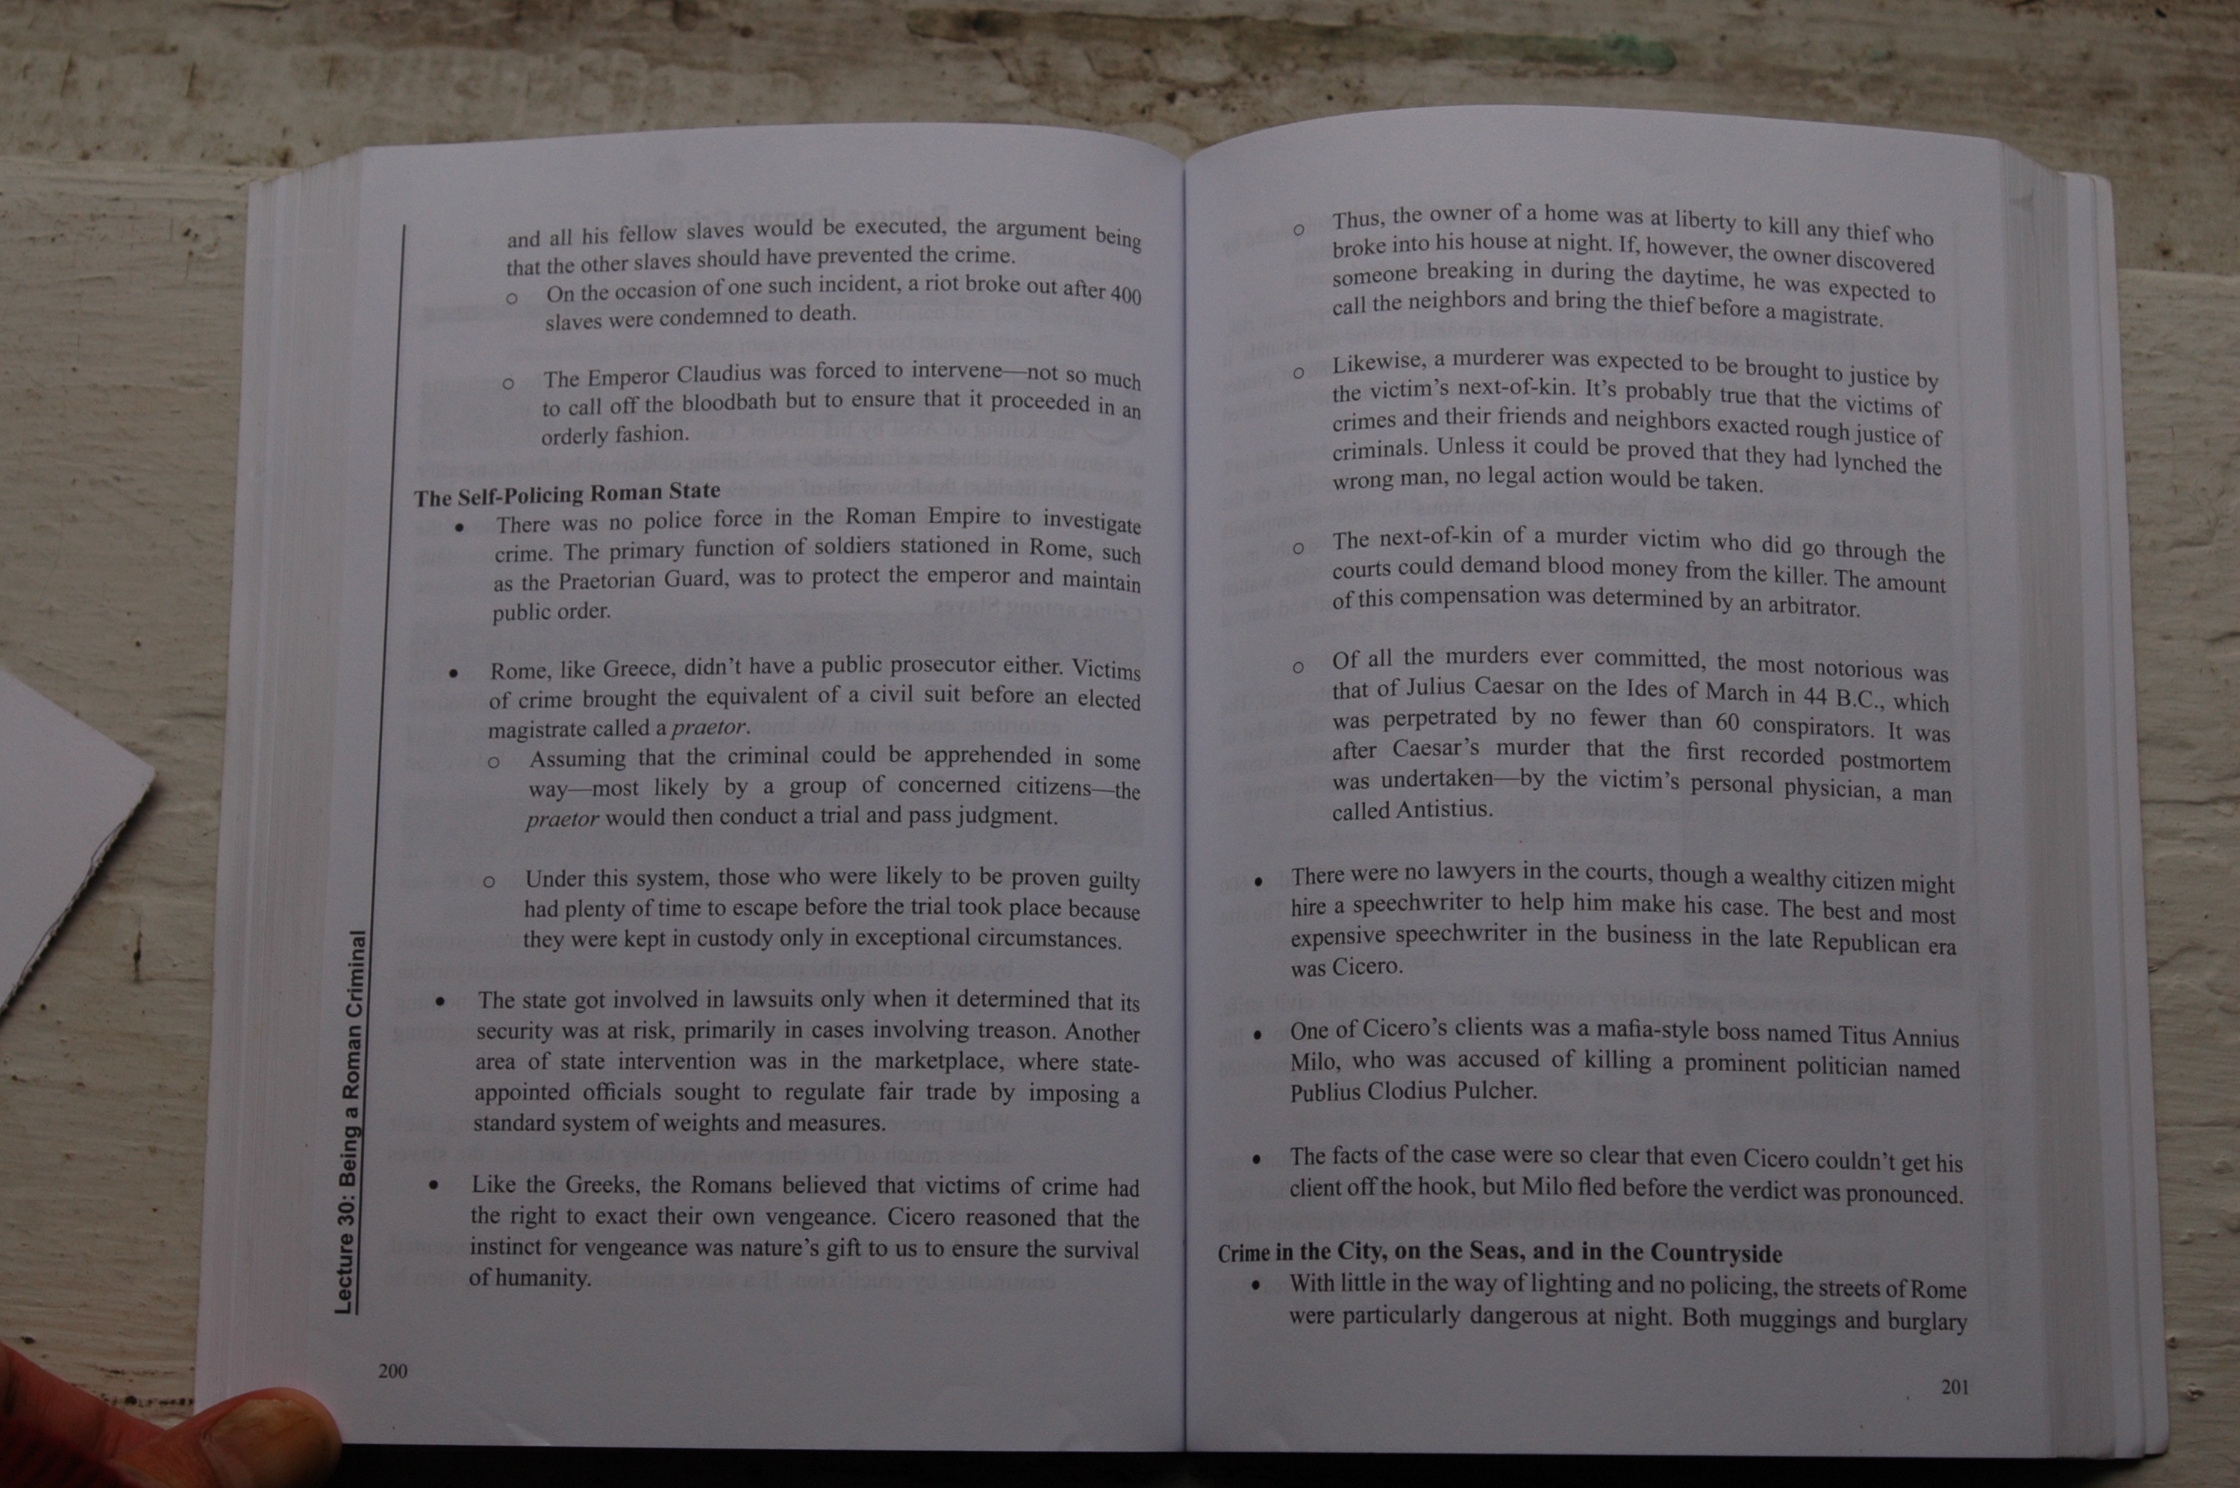 and all his fellow slaves would be executed, the argument being
that the other slaves should have prevented the crime.
o On the occasion of one such incident, a riot broke out after 400
slaves were condemned to death.
o The Emperor Claudius was forced to intervene—not so much
to call off the bloodbath but to ensure that it proceeded in an
orderly fashion.
The Self-Policing Roman State
• There was no police force in the Roman Empire to investigate
crime. The primary function of soldiers stationed in Rome, such
as the Praetorian Guard, was to protect the emperor and maintain
public order.
• Rome, like Greece, didn't have a public prosecutor either. Victims
of crime brought the equivalent of a civil suit before an elected
magistrate called a praetor.
o Assuming that the criminal could be apprehended in some
way—most likely by a group of concerned citizens—the
praetor would then conduct a trial and pass judgment.
o Under this system, those who were likely to be proven guilty
had plenty of time to escape before the trial took place because
they were kept in custody only in exceptional circumstances.
• The state got involved in lawsuits only when it determined that its
security was at risk, primarily in cases involving treason. Another
area of state intervention was in the marketplace, where state-
appointed officials sought to regulate fair trade by imposing a
standard system of weights and measures.
• Like the Greeks, the Romans believed that victims of crime had
the right to exact their own vengeance. Cicero reasoned that the
instinct for vengeance was nature's gift to us to ensure the survival
of humanity.
Lecture 30: Being a Roman Criminal
200
o Thus, the owner of a home was at liberty to kill any thief who
broke into his house at night. If, however, the owner discovered
someone breaking in during the daytime, he was expected to
call the neighbors and bring the thief before a magistrate.
o Likewise, a murderer was expected to be brought to justice by
the victim's next-of-kin. It's probably true that the victims of
crimes and their friends and neighbors exacted rough justice of
criminals. Unless it could be proved that they had lynched the
wrong man, no legal action would be taken.
o The next-of-kin of a murder victim who did go through the
courts could demand blood money from the killer. The amount
of this compensation was determined by an arbitrator.
o Of all the murders ever committed, the most notorious was
that of Julius Caesar on the Ides of March in 44 B.C., which
was perpetrated by no fewer than 60 conspirators. It was
after Caesar's murder that the first recorded postmortem
was undertaken—by the victim's personal physician, a man
called Antistius.
• There were no lawyers in the courts, though a wealthy citizen might
hire a speechwriter to help him make his case. The best and most
expensive speechwriter in the business in the late Republican era
was Cicero.
• One of Cicero's clients was a mafia-style boss named Titus Annius
Milo, who was accused of killing a prominent politician named
Publius Clodius Pulcher.
• The facts of the case were so clear that even Cicero couldn't get his
client off the hook, but Milo fled before the verdict was pronounced.
Crime in the City, on the Seas, and in the Countryside
• With little in the way of lighting and no policing, the streets of Rome
were particularly dangerous at night. Both muggings and burglary
201